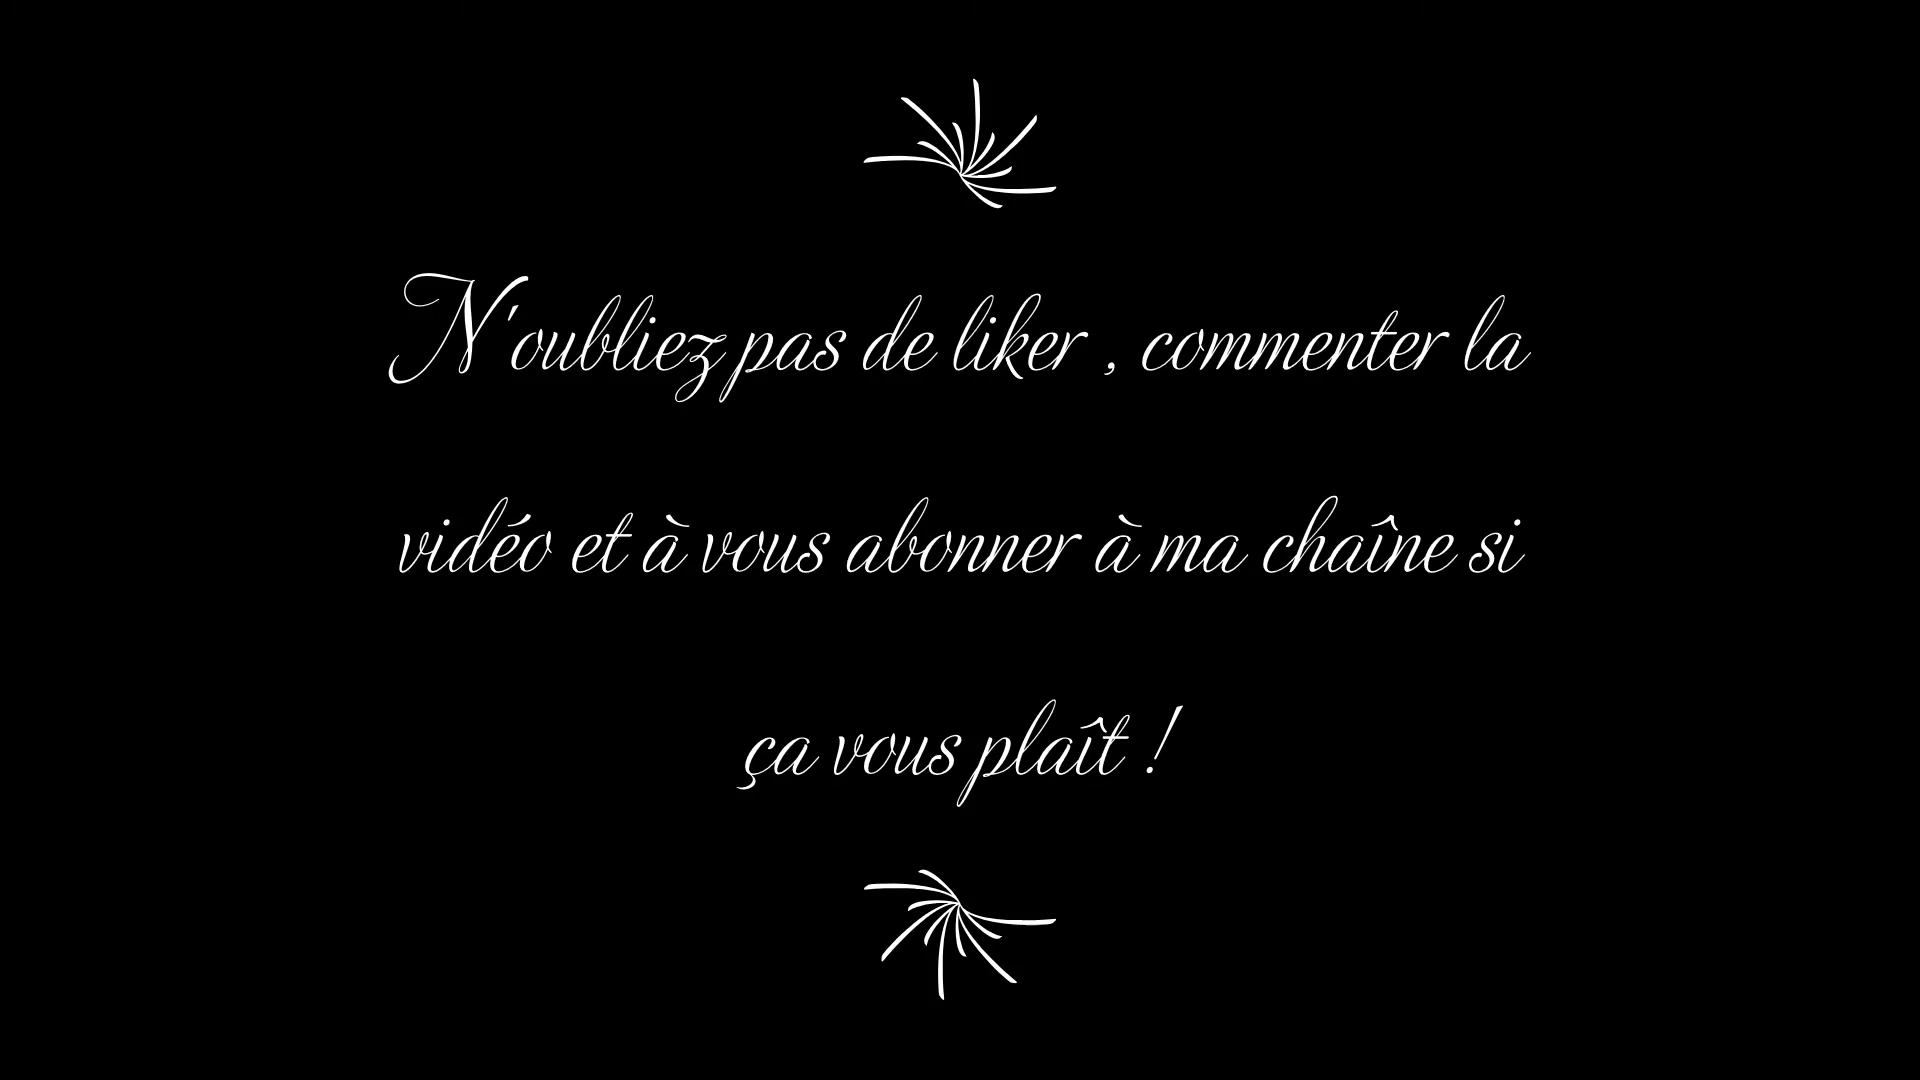 N'oubliez pas de liker , commenter la
vidéo et à vous abonner à ma chaîne si
ça vous plaît !